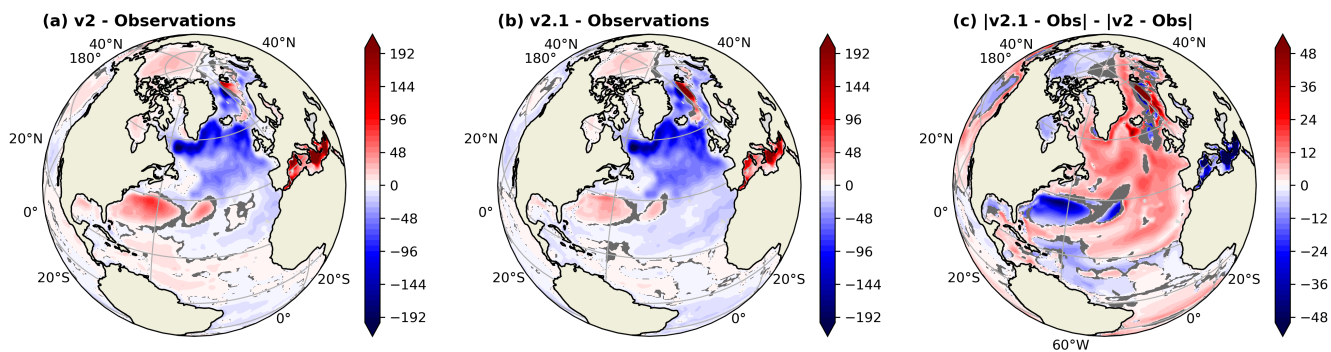 (a) v2 - Observations
40°N
40°N
180°
20°N
0°
20°S
20°S
0°
192
144
96
48
0
−48
−96
−144
−192
(b) v2.1 - Observations
40°N
40°N
180°
20°N
0°
20°S
20°S
0°
192
144
96
48
0
−48
−96
−144
−192
(c) |v2.1 - Obs| - |v2 - Obs|
40°N
40°N
180°
20°N
0°
20°S
20°S
0°
60°W
48
36
24
12
0
−12
−24
−36
−48